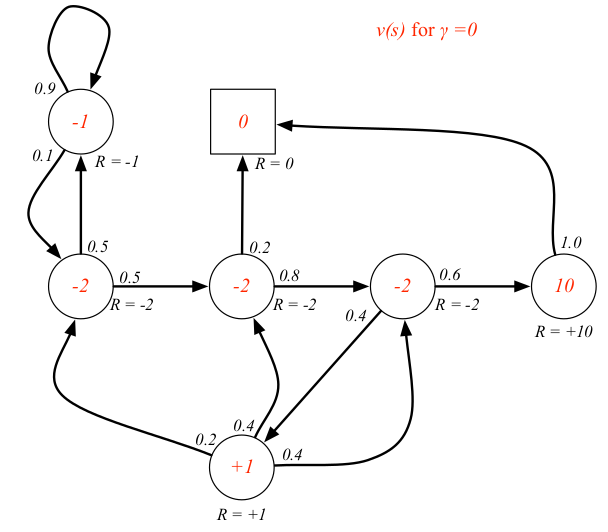 v(s) for γ =0
0.9
-1
0
0.1
R = -1
R = 0
0.5
0.2
1.0
-2
0.5
-2
0.8
-2
0.6
10
R = -2
R = -2
R = -2
0.4
R = +10
0.2
0.4
0.4
+1
R = +1